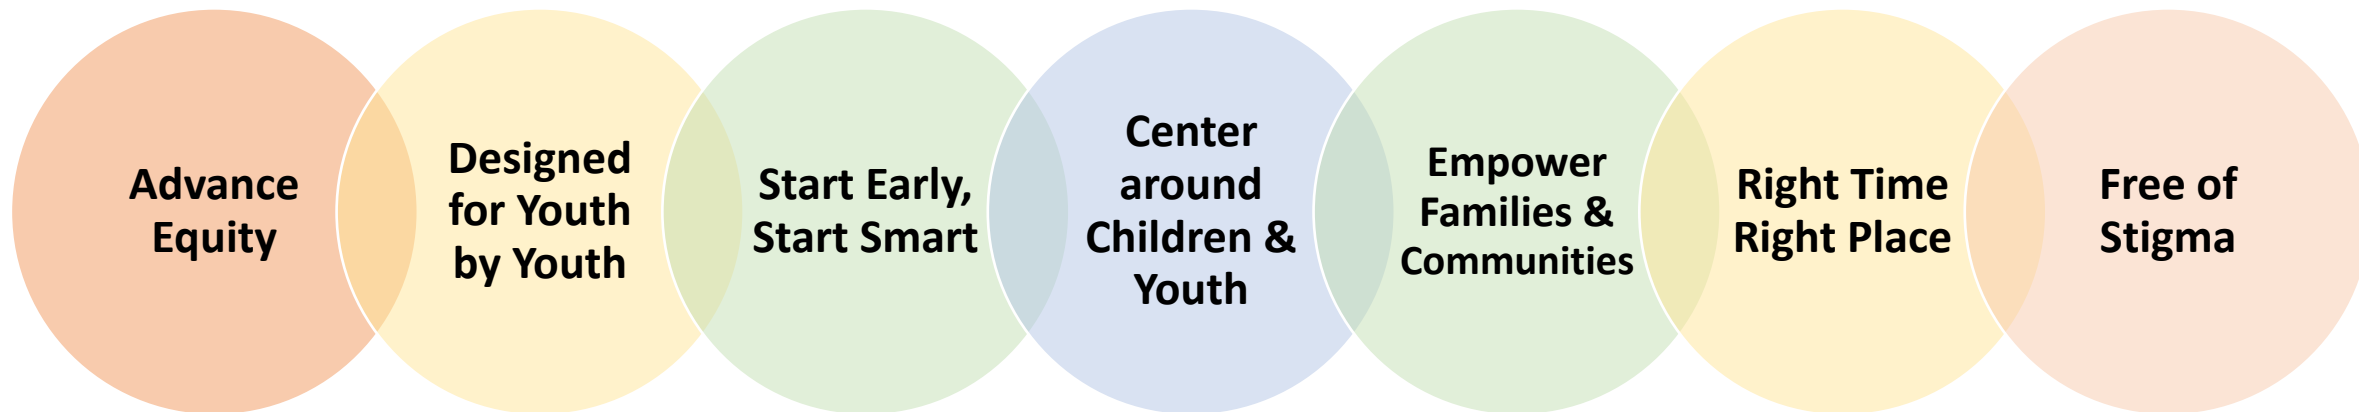 Advance
Equity
Designed
for Youth
by Youth
Start Early,
Start Smart
Center
around
Children &
Youth
Empower
Families &
Communities
Right Time
Right Place
Free of
Stigma